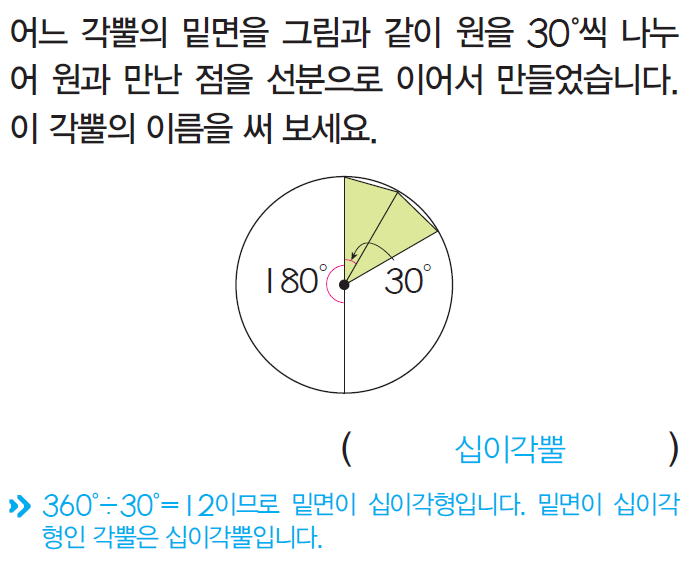 어느 각뿔의 밑면을 그림과 같이 원을 30°씩 나누
어 원과 만난 점을 선분으로 이어서 만들었습니다.
이 각뿔의 이름을 써 보세요.
180° 30°
( 십이각뿔 )
» 360°÷30°=12이므로 밑면이 십이각형입니다. 밑면이 십이각
형인 각뿔은 십이각뿔입니다.